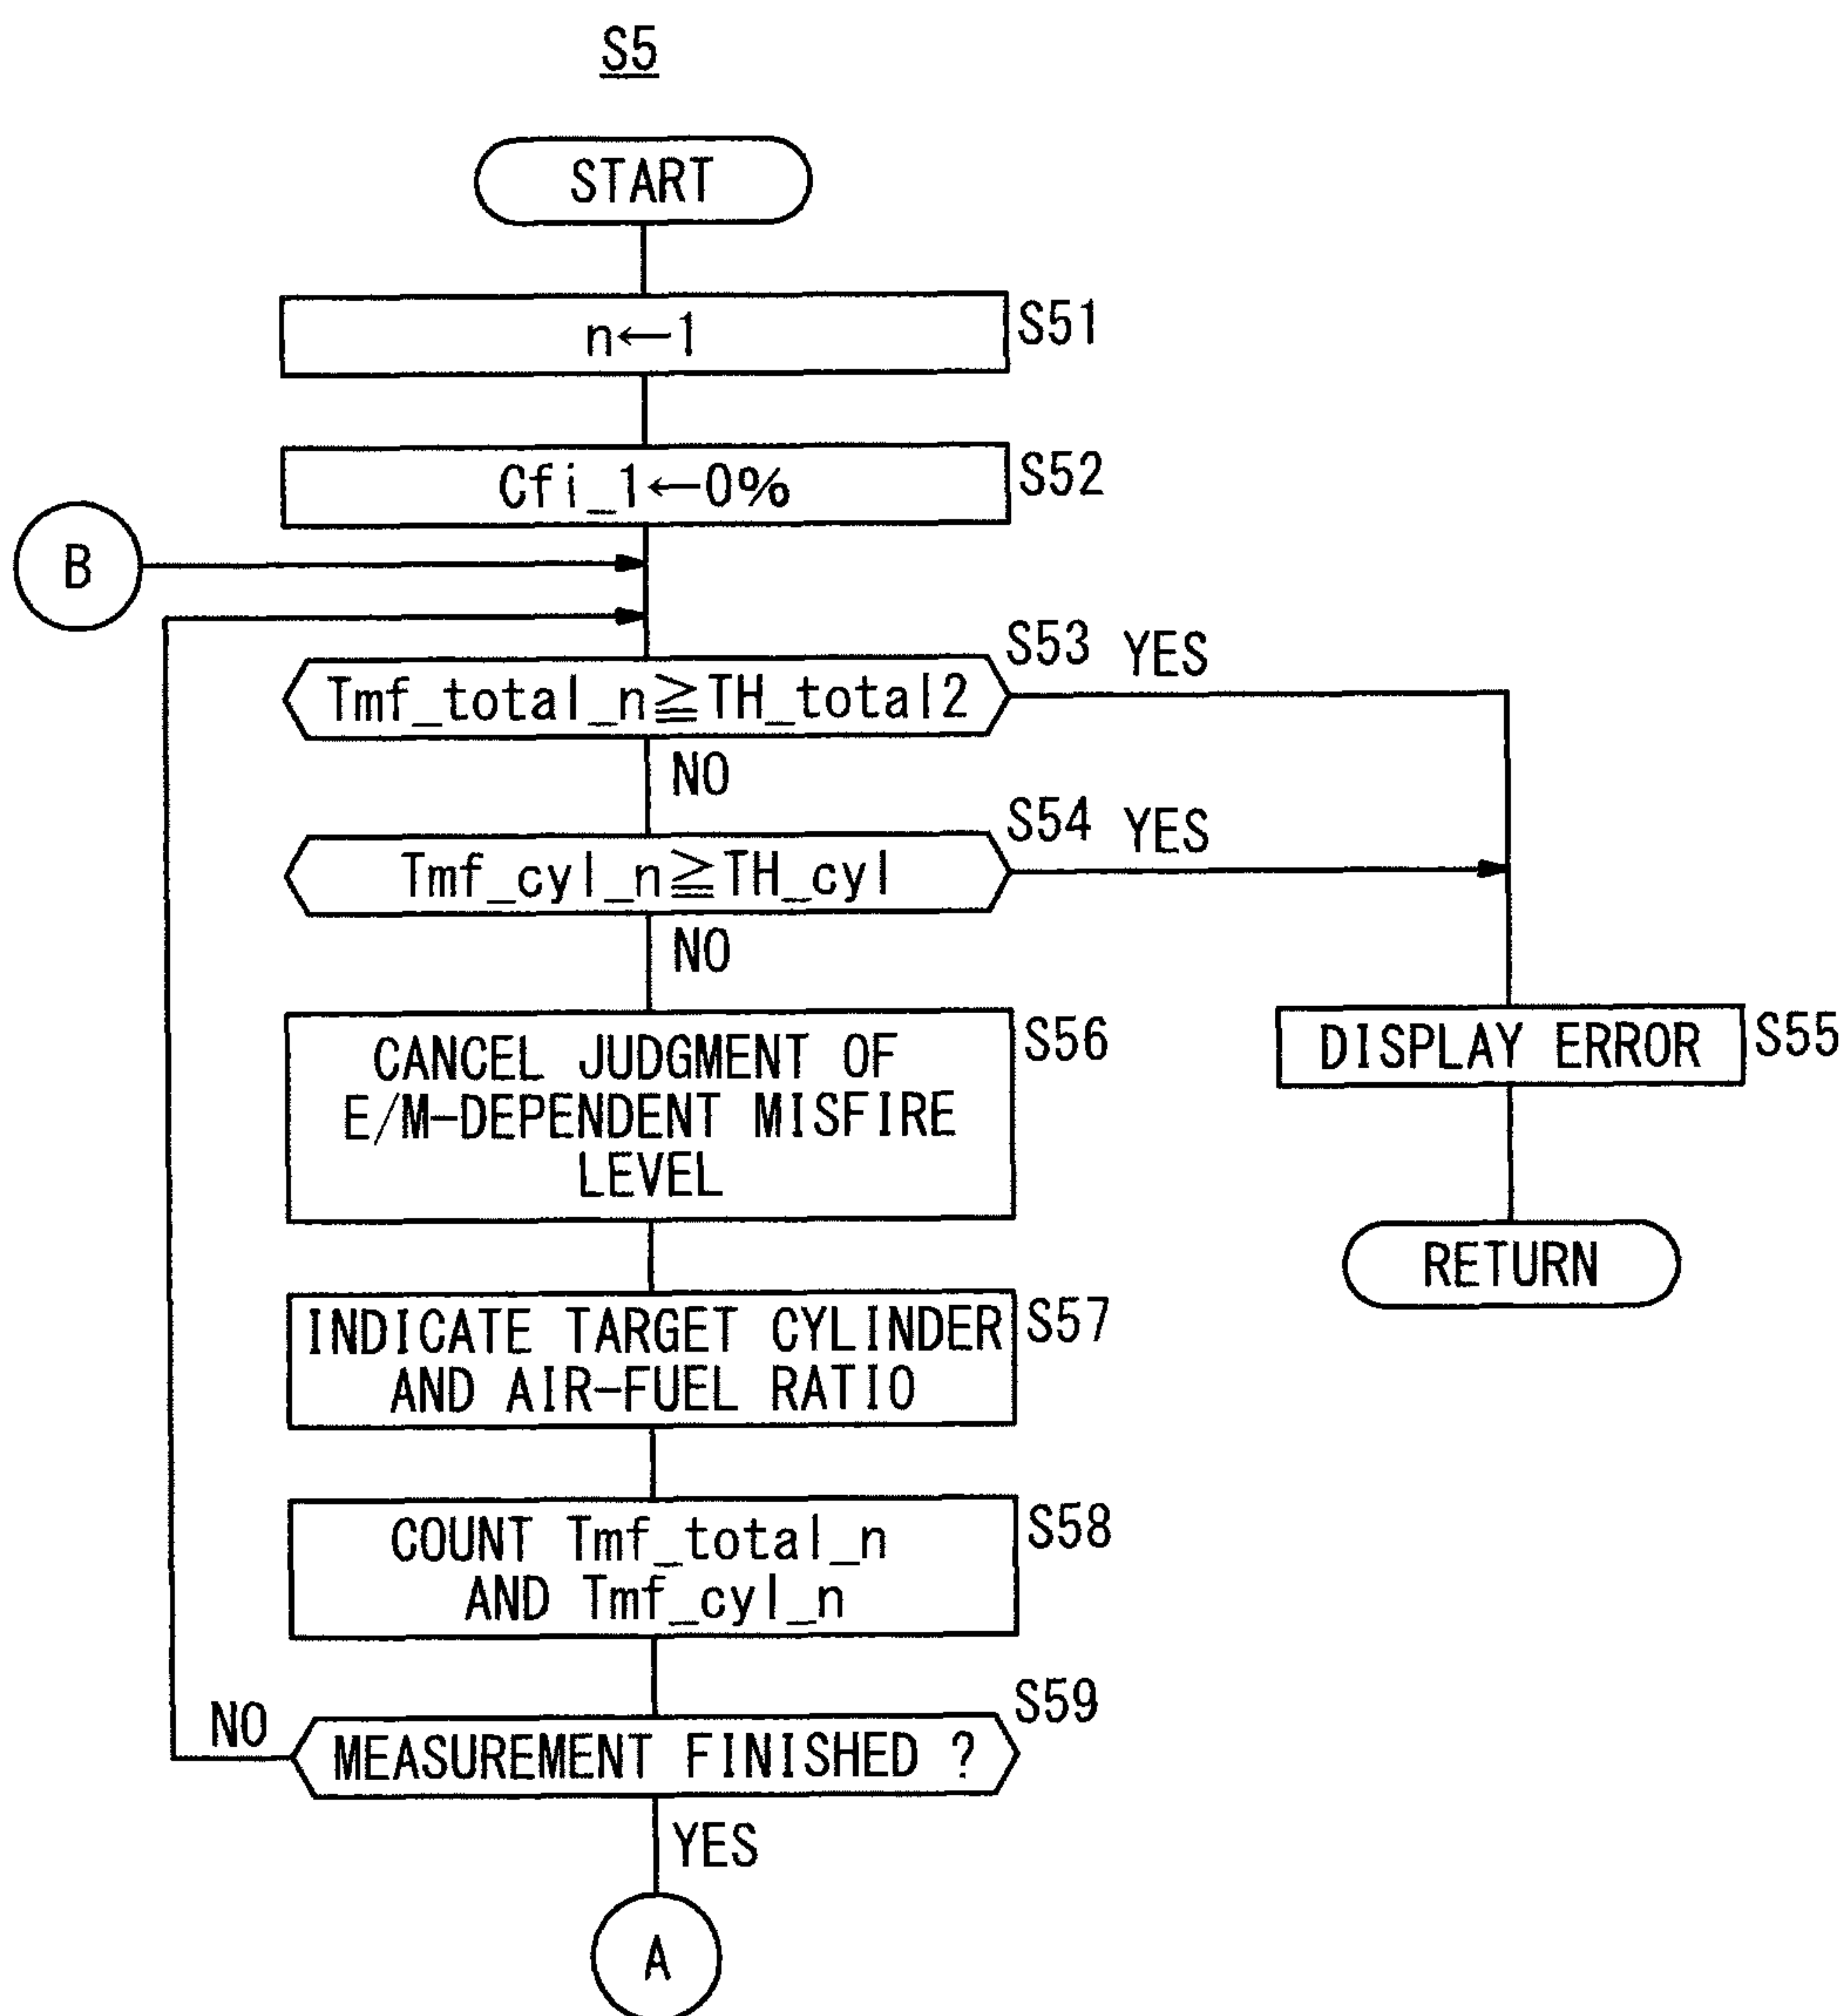 S5
START
n←1
S51
Cfi_1←0%
S52
B
Tmf_total_n≧TH_total2
S53
YES
NO
Tmf_cyl_n≧TH_cyl
S54
YES
NO
DISPLAY ERROR
S55
RETURN
CANCEL JUDGMENT OF
E/M-DEPENDENT MISFIRE
LEVEL
S56
INDICATE TARGET CYLINDER
AND AIR-FUEL RATIO
S57
COUNT Tmf_total_n
AND Tmf_cyl_n
S58
MEASUREMENT FINISHED ?
S59
NO
YES
A